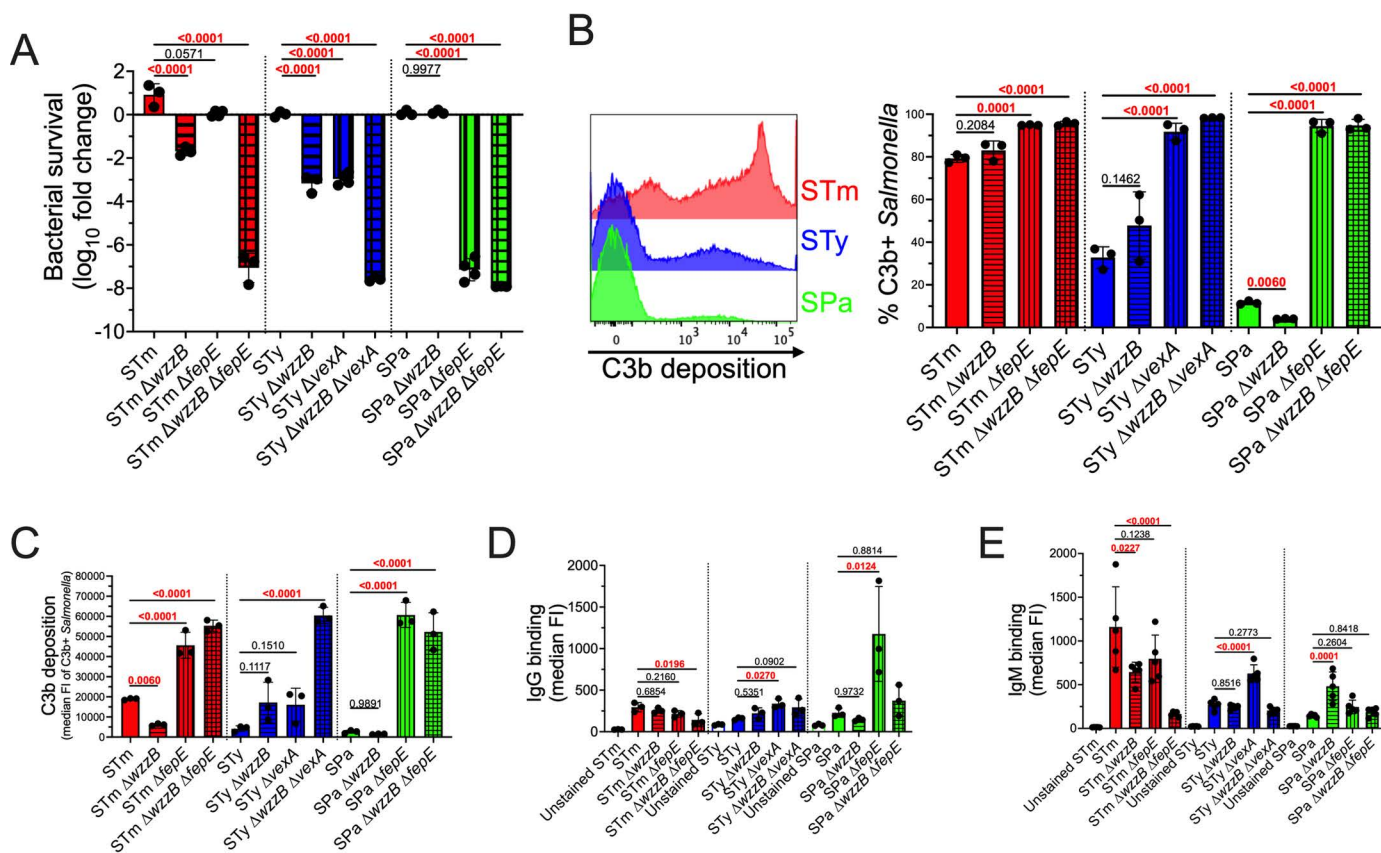 A
Bacterial survival
(log10 fold change)
<0.0001
0.0571
<0.0001
<0.0001
<0.0001
<0.0001
<0.0001
<0.0001
0.9977
2
0
-2
-4
-6
-8
-10
STm
STm ΔwzzB
STm ΔfepE
STm ΔwzzB ΔfepE
STy
STy ΔwzzB
STy ΔvexA
STy ΔwzzB ΔvexA
SPa
SPa ΔwzzB
SPa ΔfepE
SPa ΔwzzB ΔfepE
B
STm
STy
SPa
0
10^3
10^4
10^5
C3b deposition
% C3b+ Salmonella
<0.0001
0.0001
0.2084
<0.0001
<0.0001
0.1462
<0.0001
<0.0001
0.0060
100
80
60
40
20
0
STm
STm ΔwzzB
STm ΔfepE
STm ΔwzzB ΔfepE
STy
STy ΔwzzB
STy ΔvexA
STy ΔwzzB ΔvexA
SPa
SPa ΔwzzB
SPa ΔfepE
SPa ΔwzzB ΔfepE
C
C3b deposition
(median FI of C3b+ Salmonella)
<0.0001
<0.0001
0.0060
<0.0001
0.1510
0.1117
<0.0001
<0.0001
0.9891
80000
70000
60000
50000
40000
30000
20000
10000
0
STm
STm ΔwzzB
STm ΔfepE
STm ΔwzzB ΔfepE
STy
STy ΔwzzB
STy ΔvexA
STy ΔwzzB ΔvexA
SPa
SPa ΔwzzB
SPa ΔfepE
SPa ΔwzzB ΔfepE
D
IgG binding
(median FI)
0.0196
0.2160
0.6854
0.0902
0.0270
0.5351
0.8814
0.0124
0.9732
2000
1500
1000
500
250
0
Unstained STm
STm
STm ΔwzzB
STm ΔfepE
STm ΔwzzB ΔfepE
Unstained STy
STy
STy ΔwzzB
STy ΔvexA
STy ΔwzzB ΔvexA
Unstained SPa
SPa
SPa ΔwzzB
SPa ΔfepE
SPa ΔwzzB ΔfepE
E
IgM binding
(median FI)
<0.0001
0.1238
0.0227
0.2773
<0.0001
0.8516
0.8418
0.2604
0.0001
2000
1500
1000
500
250
0
Unstained STm
STm
STm ΔwzzB
STm ΔfepE
STm ΔwzzB ΔfepE
Unstained STy
STy
STy ΔwzzB
STy ΔvexA
STy ΔwzzB ΔvexA
Unstained SPa
SPa
SPa ΔwzzB
SPa ΔfepE
SPa ΔwzzB ΔfepE